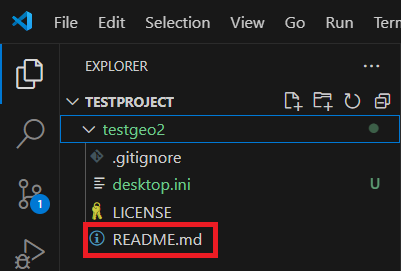 File Edit Selection View Go Run Term
EXPLORER
TESTPROJECT
testgeo2
.gitignore
desktop.ini U
LICENSE
1
README.md